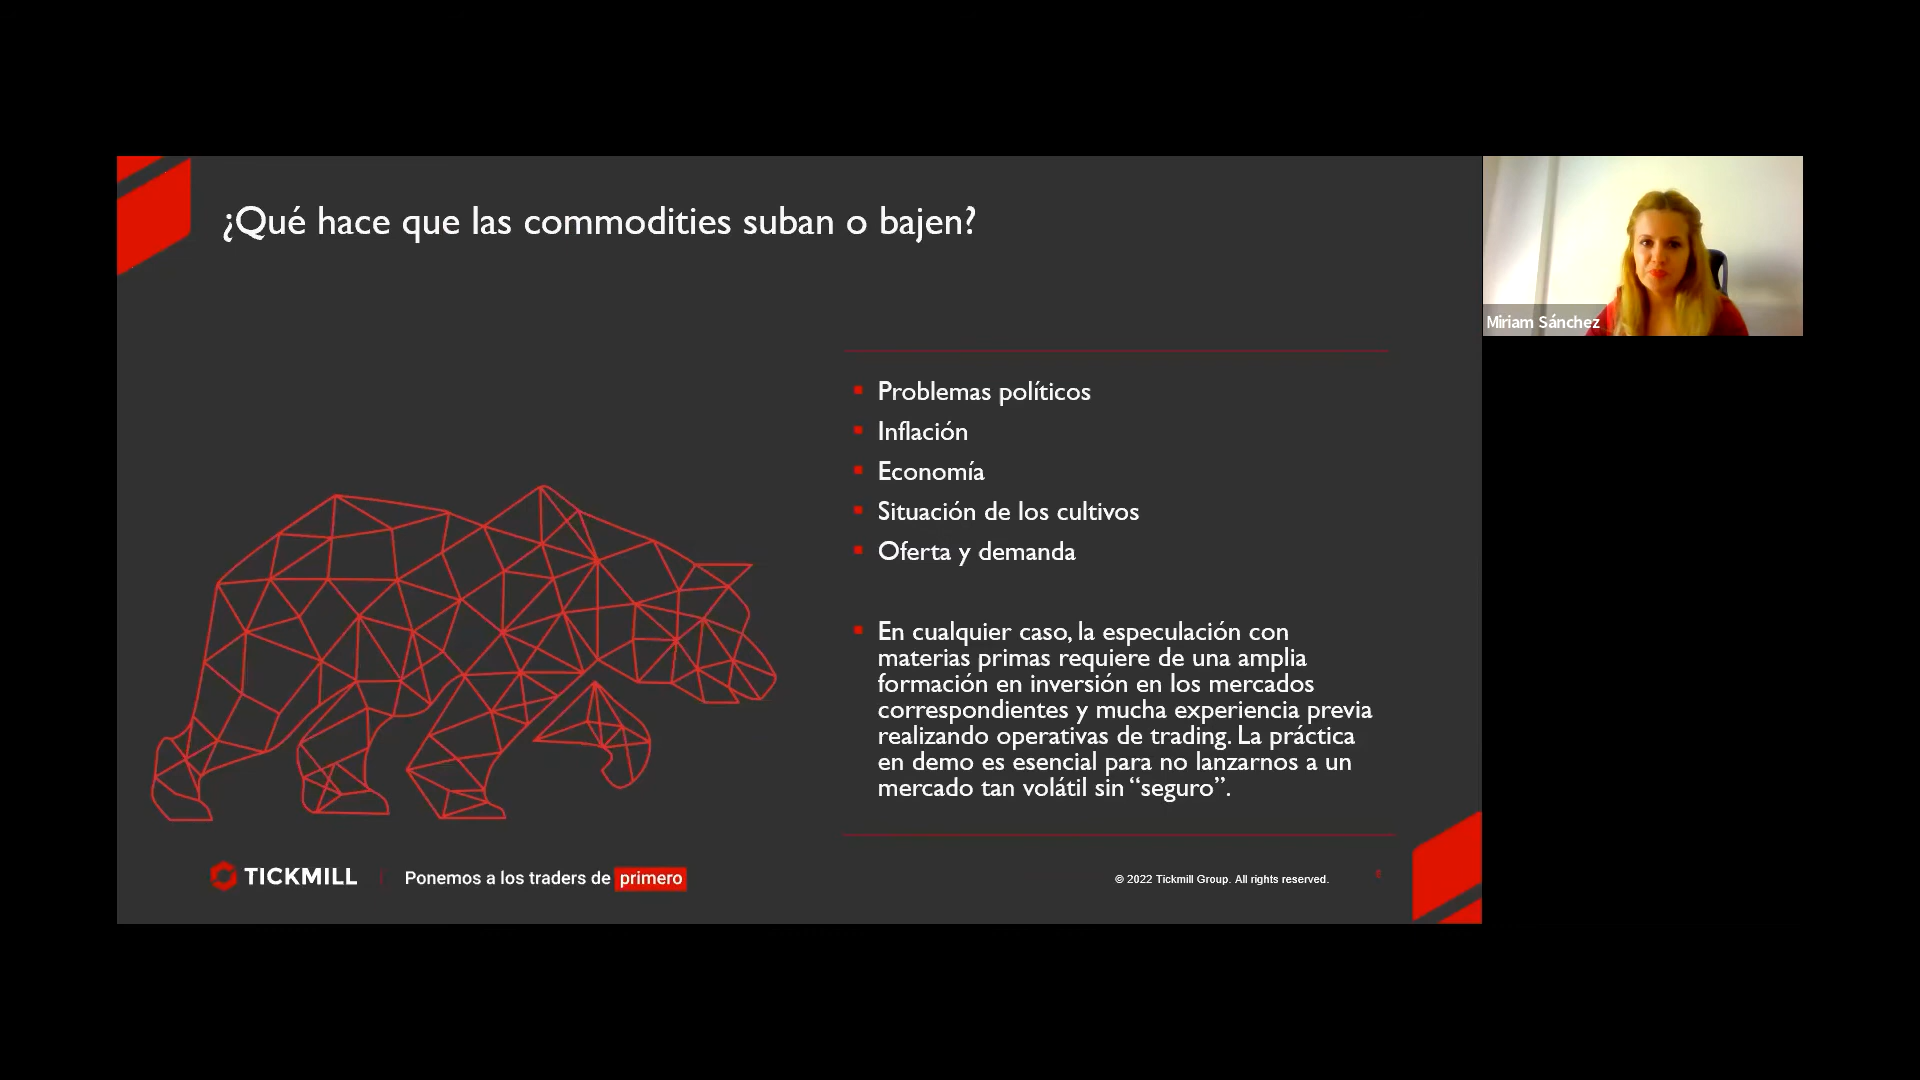 ¿Qué hace que las commodities suban o bajen?
Miriam Sánchez
Problemas políticos
Inflación
Economía
Situación de los cultivos
Oferta y demanda
En cualquier caso, la especulación con
materias primas requiere de una amplia
formación en inversión en los mercados
correspondientes y mucha experiencia previa
realizando operativas de trading. La práctica
en demo es esencial para no lanzarnos a un
mercado tan volátil sin “seguro”.
TICKMILL | Ponemos a los traders de primero
© 2022 Tickmill Group. All rights reserved.